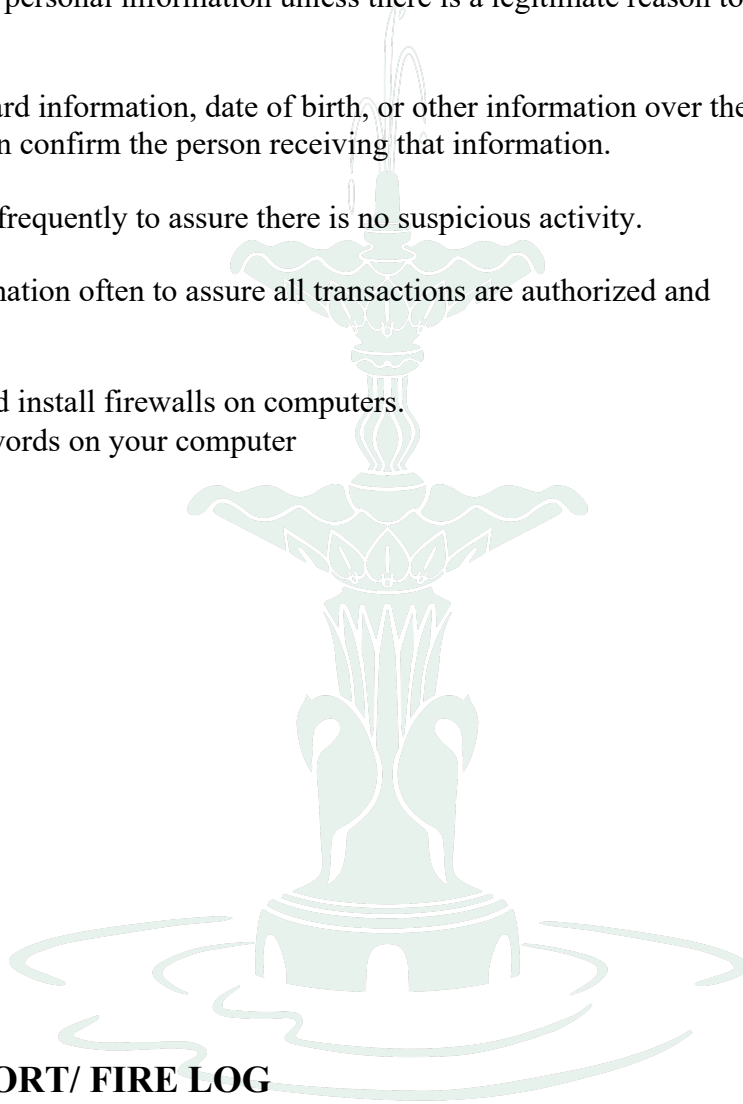 personal information unless there is a legitimate reason to
ard information, date of birth, or other information over the
n confirm the person receiving that information.
frequently to assure there is no suspicious activity.
nation often to assure all transactions are authorized and
d install firewalls on computers.
words on your computer
ORT/ FIRE LOG